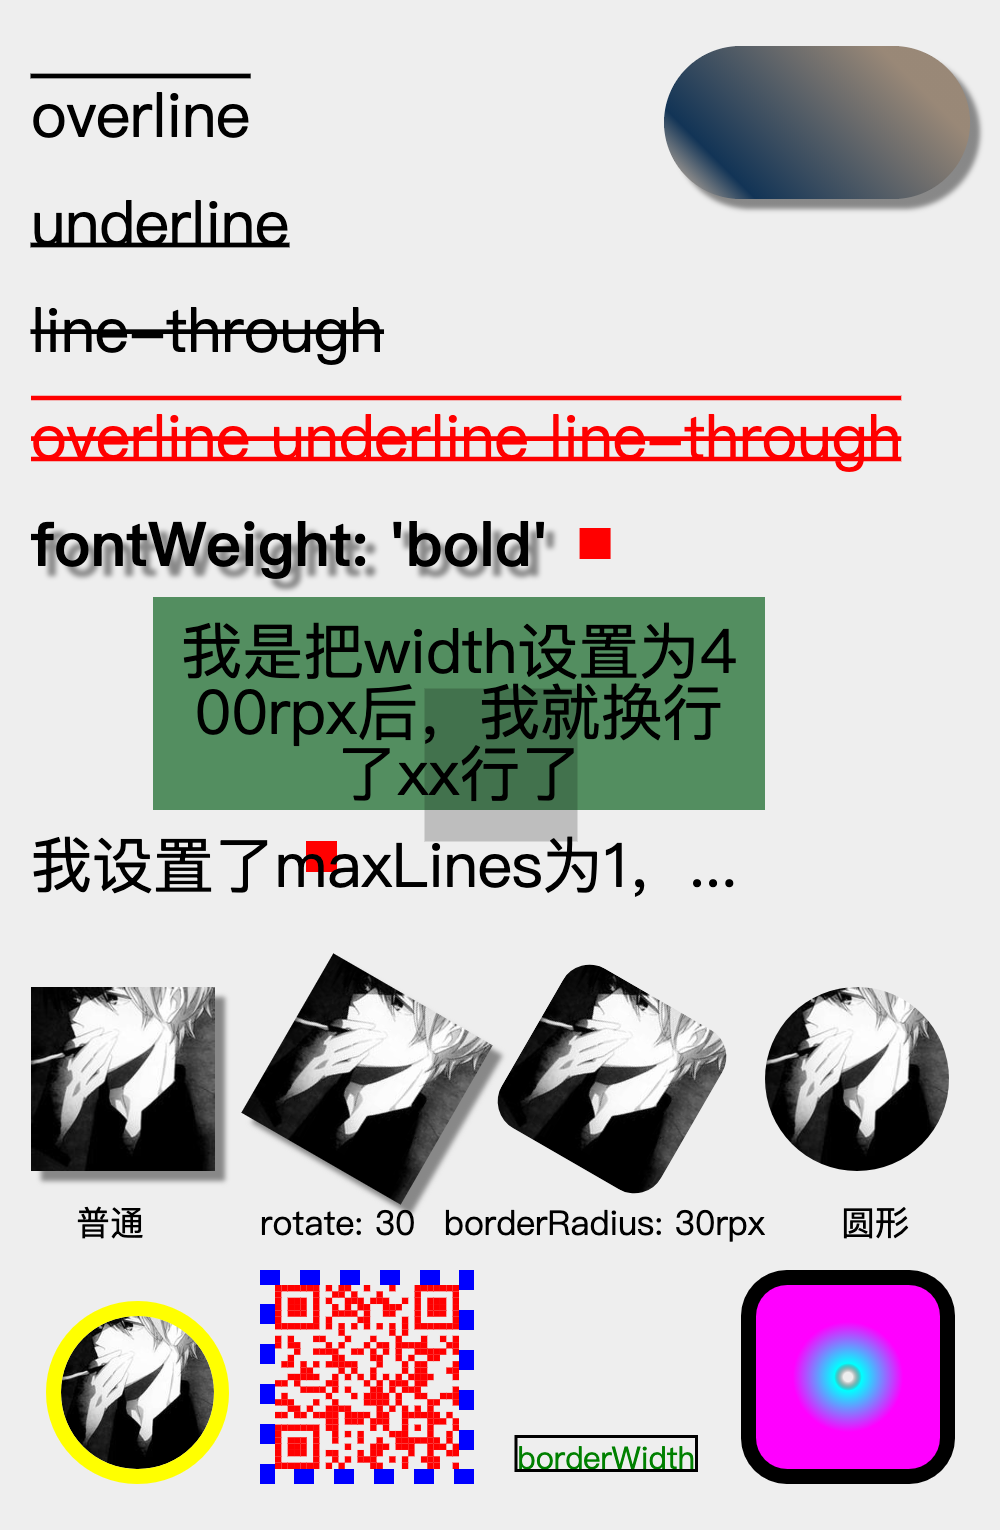 overline
underline
line-through
overline underline line-through
fontWeight: 'bold'
我是把width设置为4
00rpx后，我就换行
了xx行了
我设置了maxLines为1，...
普通
rotate: 30
borderRadius: 30rpx
圆形
borderWidth